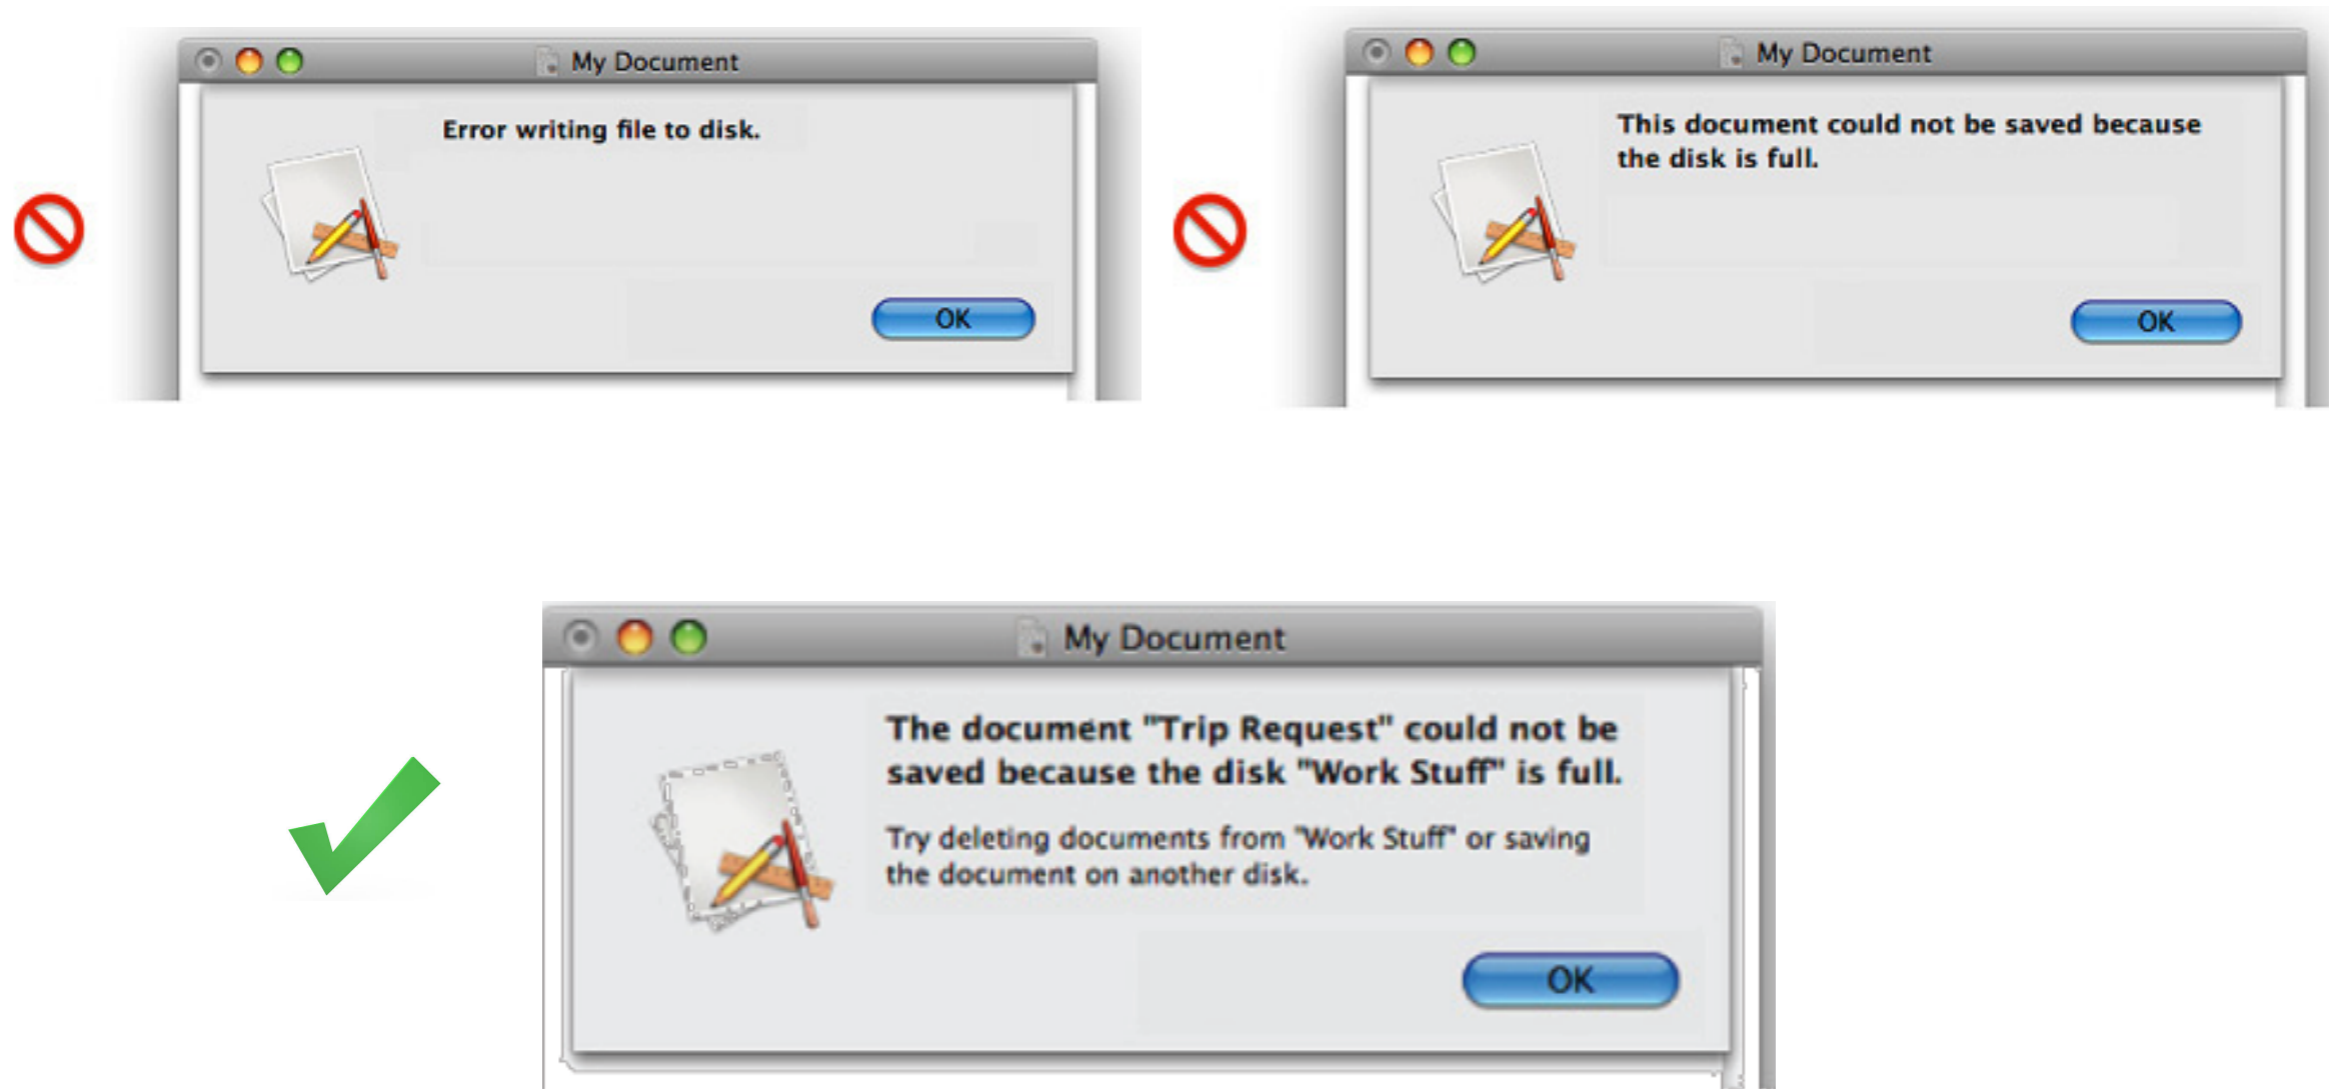 My Document
Error writing file to disk.
OK
My Document
This document could not be saved because
the disk is full.
OK
My Document
The document "Trip Request" could not be
saved because the disk "Work Stuff" is full.
Try deleting documents from "Work Stuff" or saving
the document on another disk.
OK